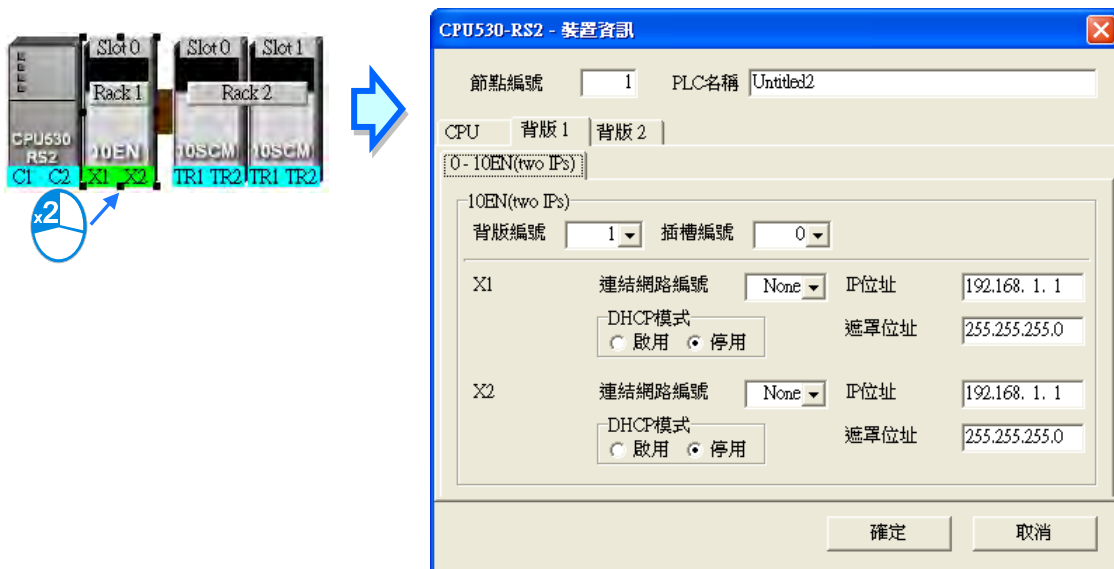 Slot 0 Slot 0 Slot 1
Rack 1 Rack 2
CPU530 RS2 10EN 10SCM 10SCM
C1 C2 X1 X2 TR1 TR2 TR1 TR2
x2
CPU530-RS2 - 裝置資訊
節點編號 1 PLC名稱 Untitled2
CPU 背版 1 背版 2
0 - 10EN(two IPs)
10EN(two IPs)
背版編號 1 插槽編號 0
X1 連結網路編號 None IP位址 192.168. 1. 1
DHCP模式 遮罩位址 255.255.255.0
啟用 停用
X2 連結網路編號 None IP位址 192.168. 1. 1
DHCP模式 遮罩位址 255.255.255.0
啟用 停用
確定 取消